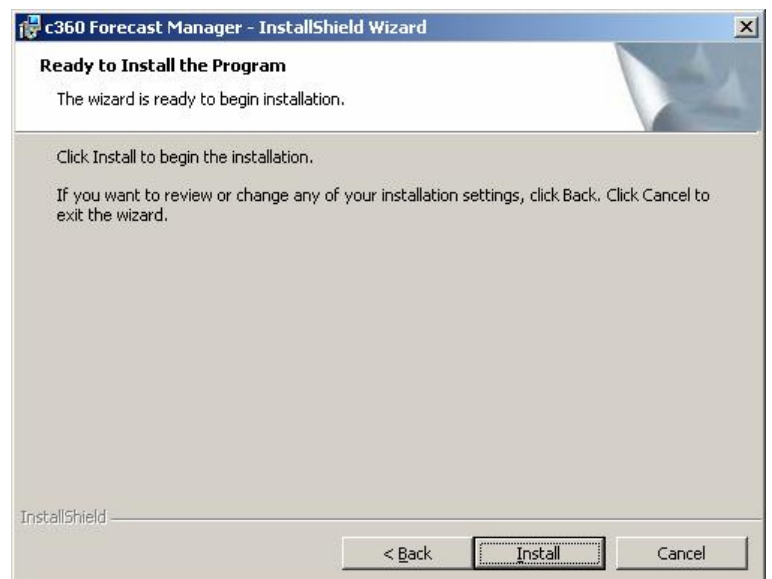 c360 Forecast Manager - InstallShield Wizard
Ready to Install the Program
The wizard is ready to begin installation.
Click Install to begin the installation.
If you want to review or change any of your installation settings, click Back. Click Cancel to
exit the wizard.
InstallShield
< Back Install Cancel